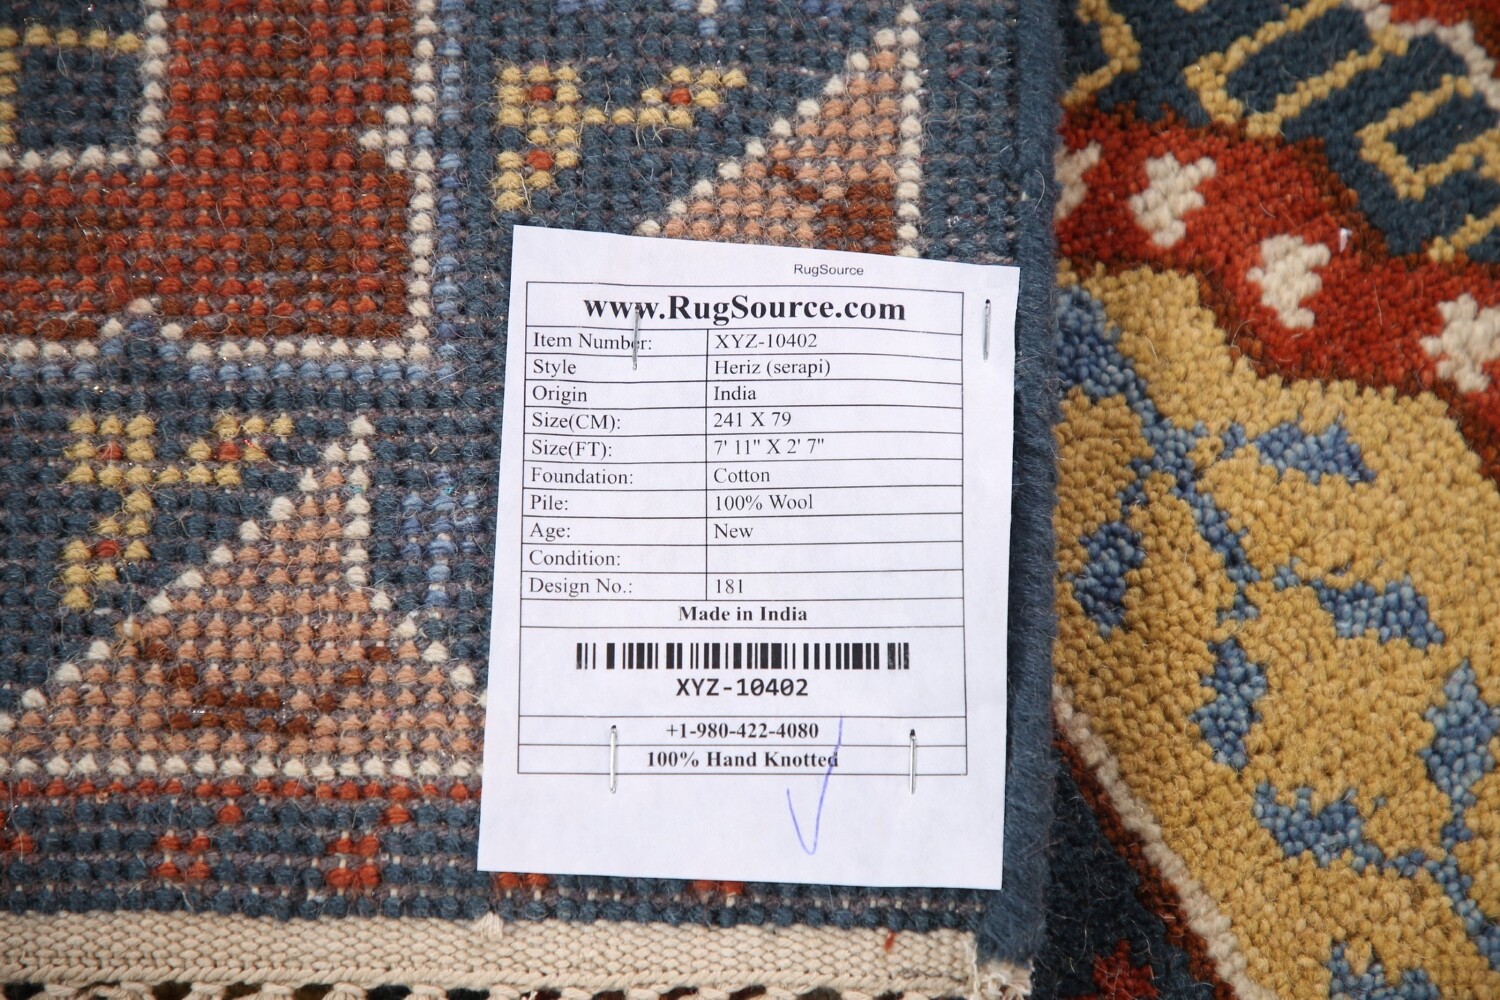 RugSource
www.RugSource.com
Item Number: XYZ-10402
Style Heriz (serapi)
Origin India
Size(CM): 241 X 79
Size(FT): 7' 11" X 2' 7"
Foundation: Cotton
Pile: 100% Wool
Age: New
Condition:
Design No.: 181
Made in India
XYZ-10402
+1-980-422-4080
100% Hand Knotted